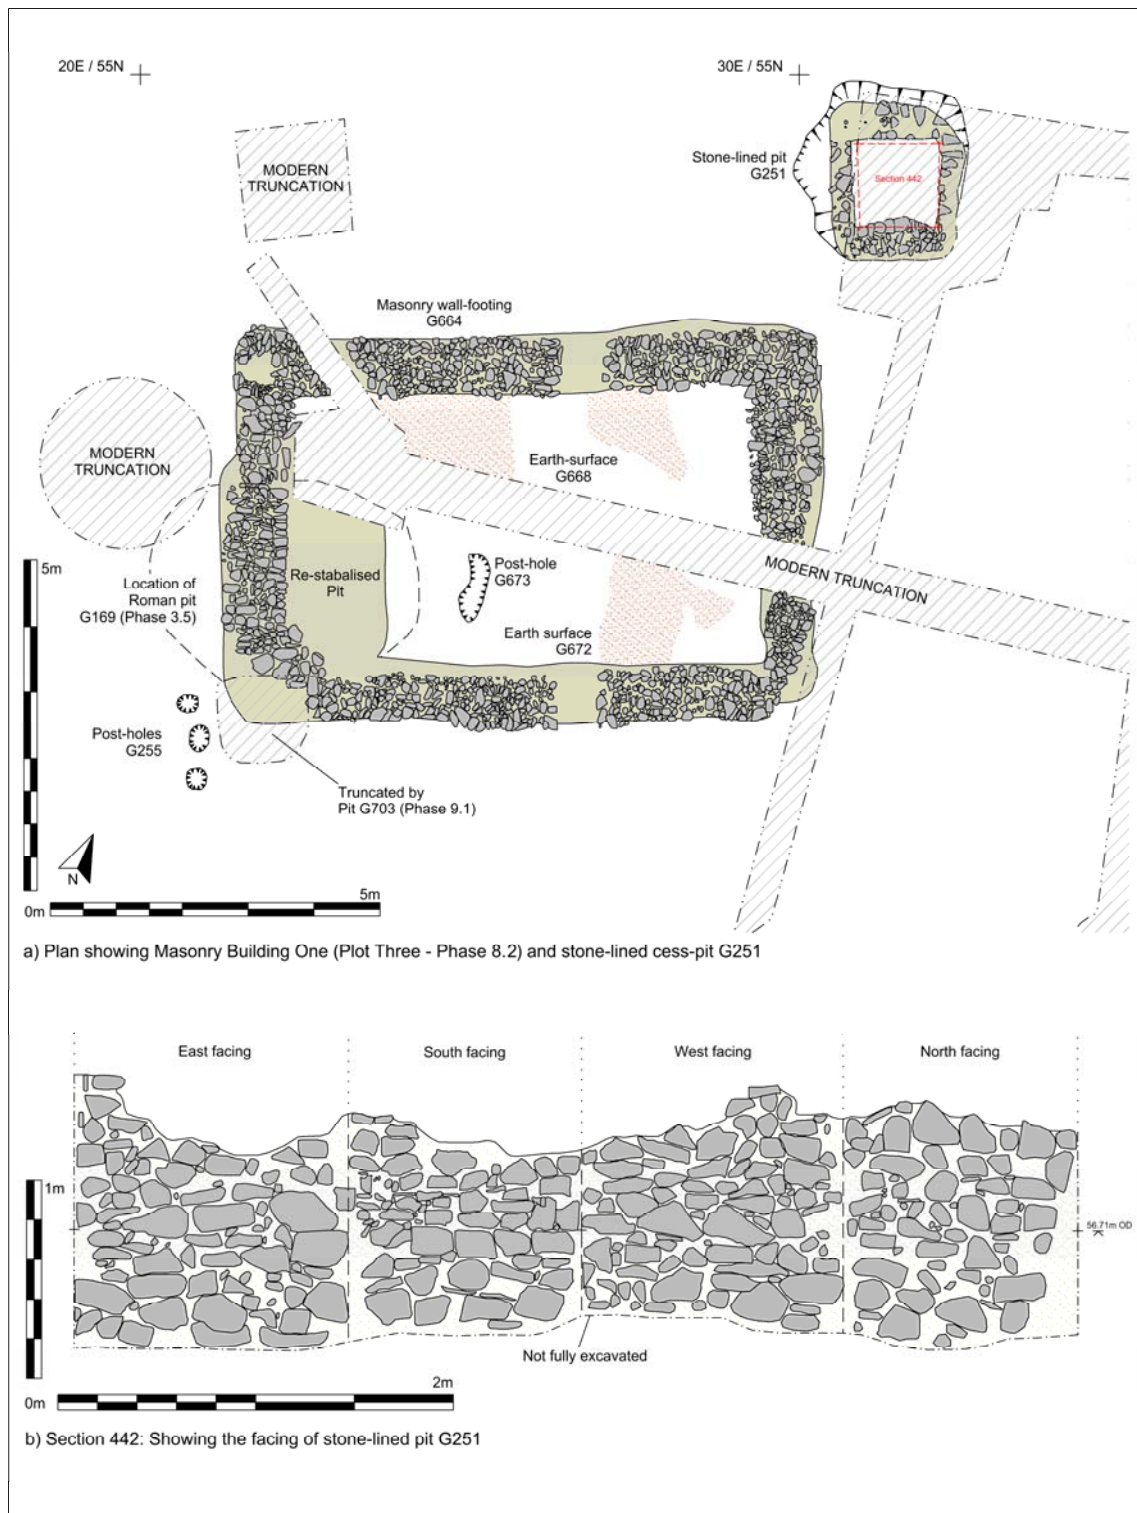 20E / 55N
30E / 55N
MODERN
TRUNCATION
Stone-lined pit
G251
Section 442
Masonry wall-footing
G664
MODERN
TRUNCATION
Earth-surface
G668
5m
Location of
Roman pit
G169 (Phase 3.5)
Re-stabalised
Pit
Post-hole
G673
MODERN TRUNCATION
Earth surface
G672
Post-holes
G255
Truncated by
Pit G703 (Phase 9.1)
N
0m
5m
a) Plan showing Masonry Building One (Plot Three - Phase 8.2) and stone-lined cess-pit G251
East facing
South facing
West facing
North facing
1m
56.71m OD
Not fully excavated
0m
2m
b) Section 442: Showing the facing of stone-lined pit G251